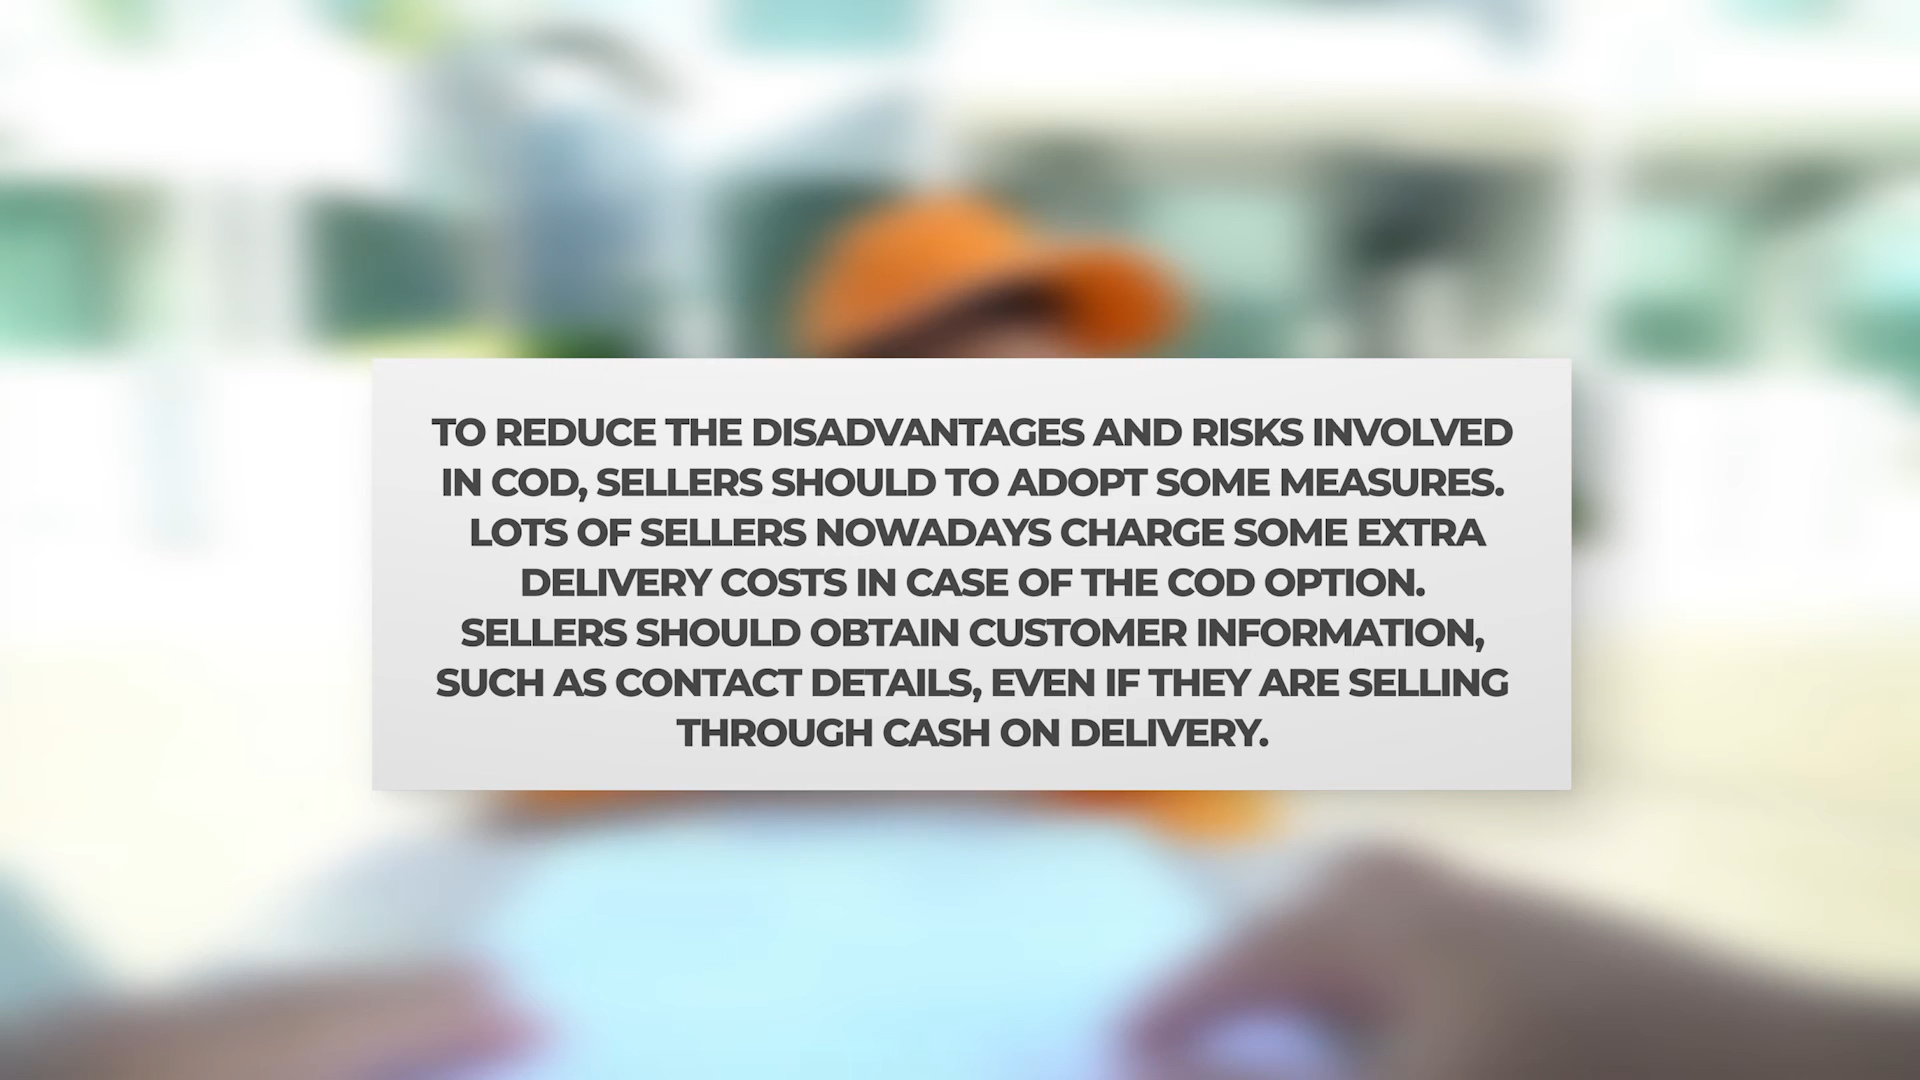 TO REDUCE THE DISADVANTAGES AND RISKS INVOLVED
IN COD, SELLERS SHOULD TO ADOPT SOME MEASURES.
LOTS OF SELLERS NOWADAYS CHARGE SOME EXTRA
DELIVERY COSTS IN CASE OF THE COD OPTION.
SELLERS SHOULD OBTAIN CUSTOMER INFORMATION,
SUCH AS CONTACT DETAILS, EVEN IF THEY ARE SELLING
THROUGH CASH ON DELIVERY.